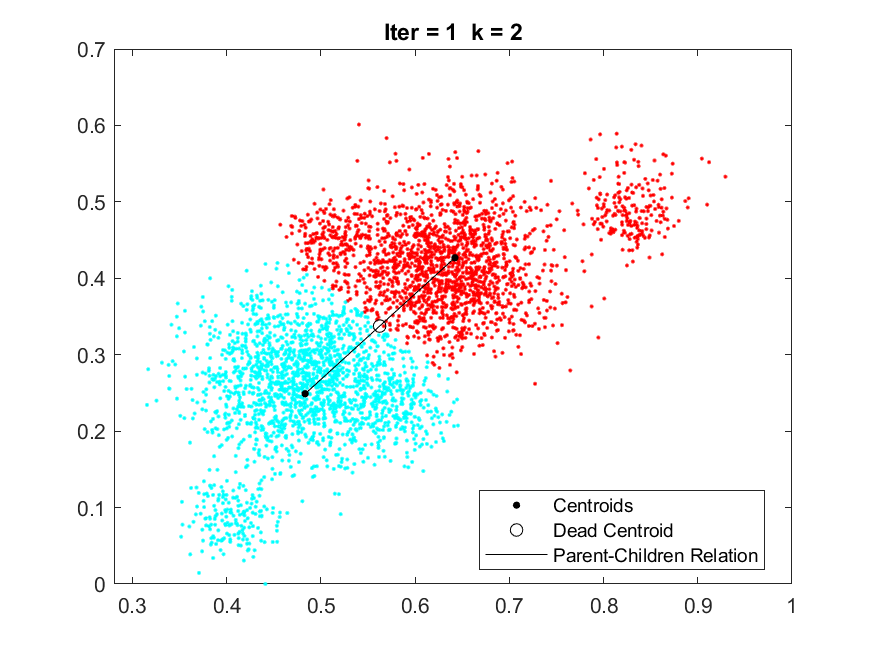 Iter = 1 k = 2
0.7
0.6
0.5
0.4
0.3
0.2
0.1
0
0.3 0.4 0.5 0.6 0.7 0.8 0.9 1
Centroids
Dead Centroid
Parent-Children Relation